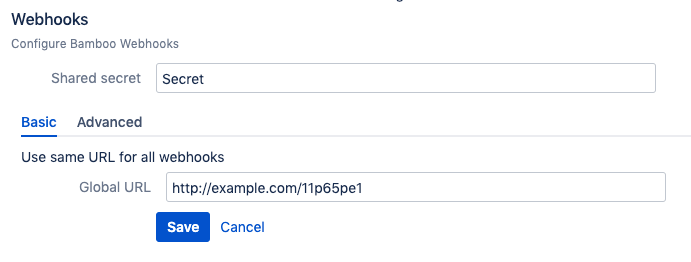 Webhooks
Configure Bamboo Webhooks
Shared secret Secret
Basic Advanced
Use same URL for all webhooks
Global URL http://example.com/11p65pe1
Save Cancel